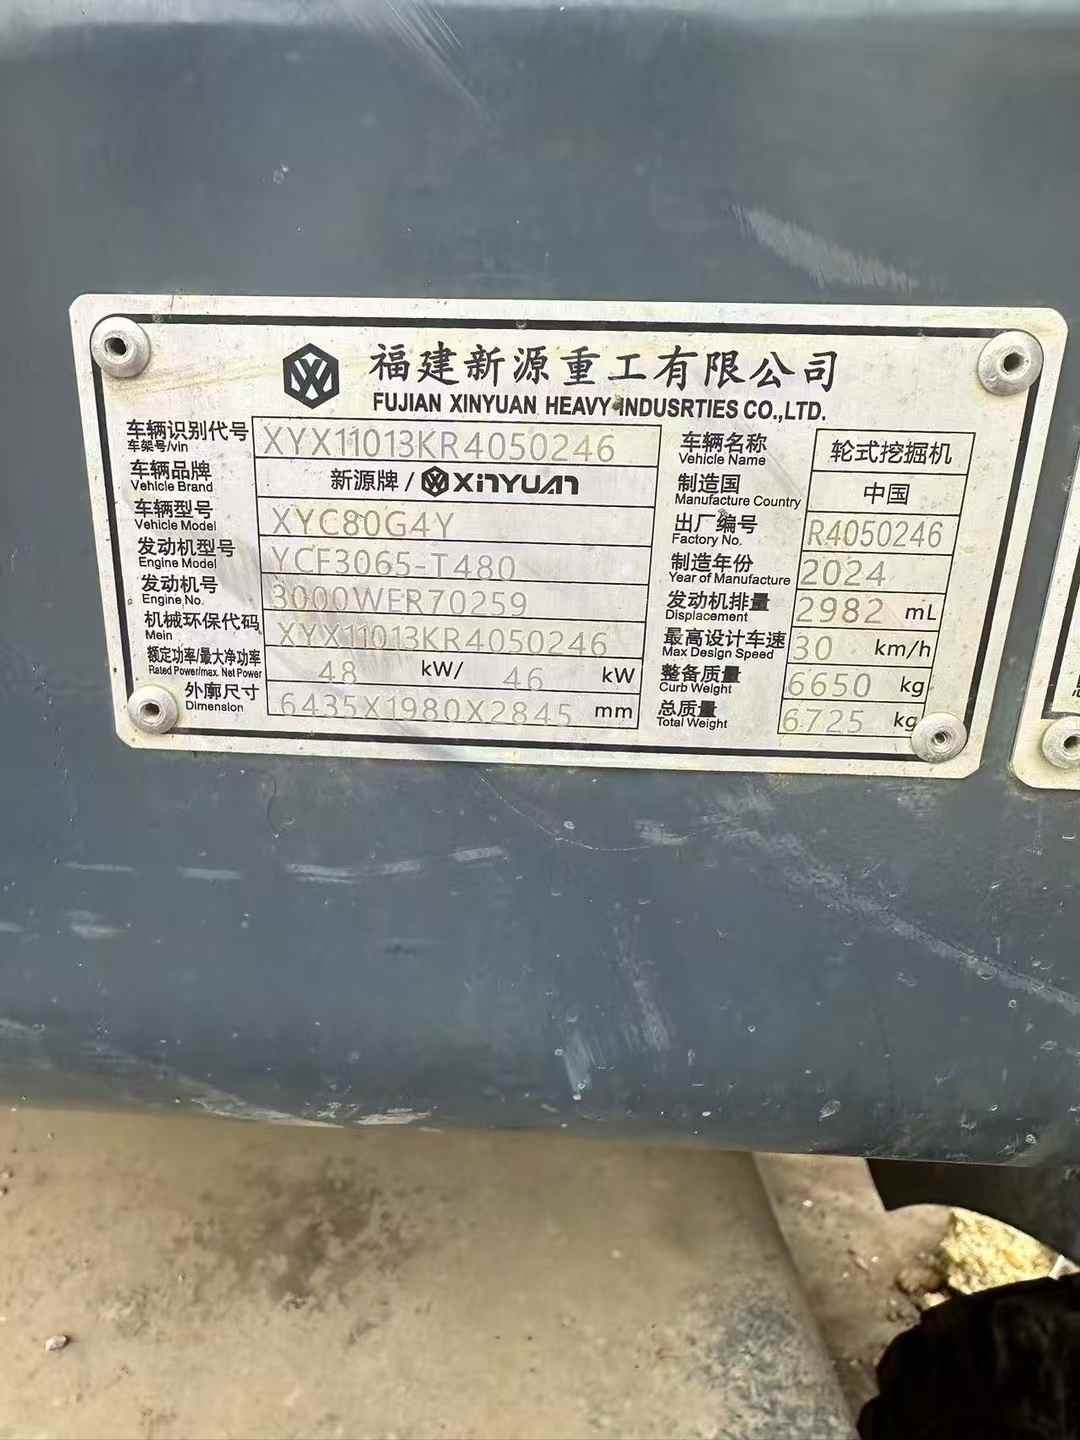 福建新源重工有限公司
FUJIAN XINYUAN HEAVY INDUSRTIES CO.,LTD.
车辆识别代号
车架号/vin
XYX11013KR4050246
车辆品牌
Vehicle Brand
新源牌 / XINYUAN
车辆型号
Vehicle Model
XYC80G4Y
发动机型号
Engine Model
YCF3065-T480
发动机号
Engine No.
3000WER70259
机械环保代码
Mein
XYX11013KR4050246
额定功率/最大净功率
Rated Power/max. Net Power
48 kW/ 46 kW
外廓尺寸
Dimension
6435X1980X2845 mm
车辆名称
Vehicle Name
轮式挖掘机
制造国
Manufacture Country
中国
出厂编号
Factory No.
R4050246
制造年份
Year of Manufacture
2024
发动机排量
Displacement
2982 mL
最高设计车速
Max Design Speed
30 km/h
整备质量
Curb Weight
6650 kg
总质量
Total Weight
6725 kg